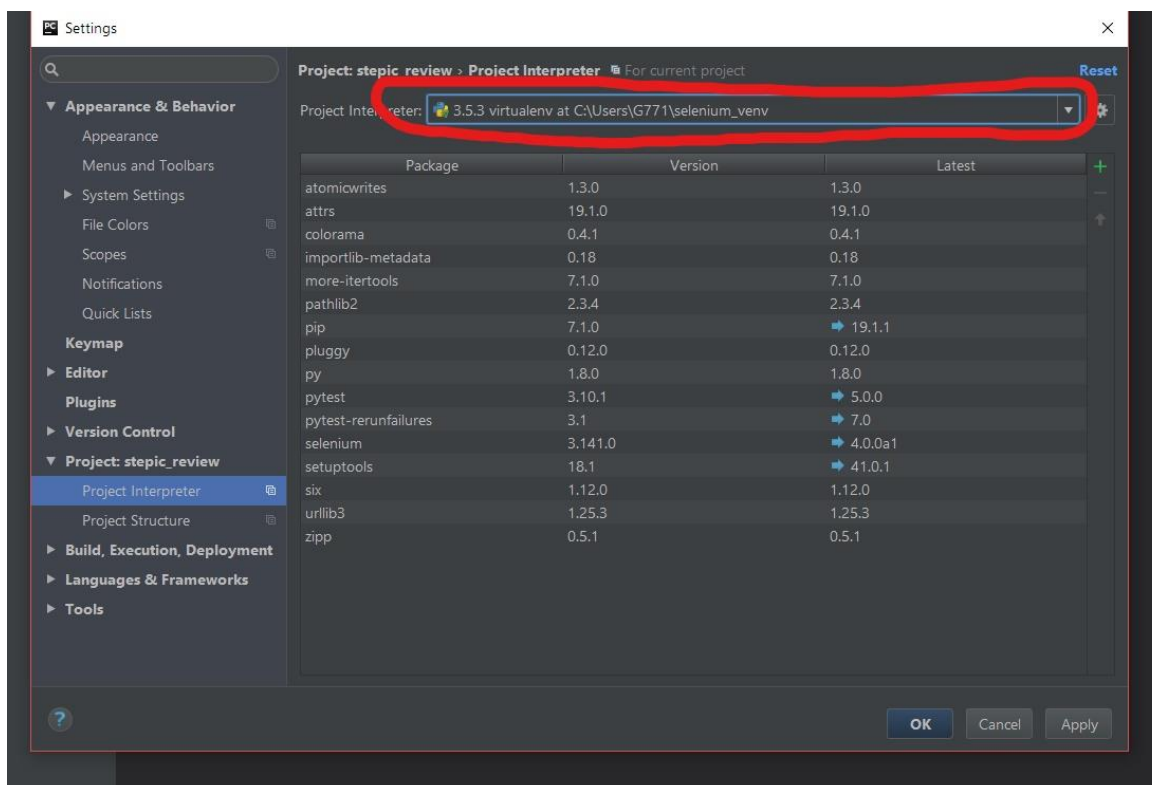 PC Settings
Project: stepic_review › Project Interpreter For current project Reset
Project Interpreter: 3.5.3 virtualenv at C:\Users\G771\selenium_venv
Appearance & Behavior
Appearance
Menus and Toolbars
System Settings
File Colors
Scopes
Notifications
Quick Lists
Keymap
Editor
Plugins
Version Control
Project: stepic_review
Project Interpreter
Project Structure
Build, Execution, Deployment
Languages & Frameworks
Tools
Package Version Latest
atomicwrites 1.3.0 1.3.0
attrs 19.1.0 19.1.0
colorama 0.4.1 0.4.1
importlib-metadata 0.18 0.18
more-itertools 7.1.0 7.1.0
pathlib2 2.3.4 2.3.4
pip 7.1.0 19.1.1
pluggy 0.12.0 0.12.0
py 1.8.0 1.8.0
pytest 3.10.1 5.0.0
pytest-rerunfailures 3.1 7.0
selenium 3.141.0 4.0.0a1
setuptools 18.1 41.0.1
six 1.12.0 1.12.0
urllib3 1.25.3 1.25.3
zipp 0.5.1 0.5.1
? OK Cancel Apply